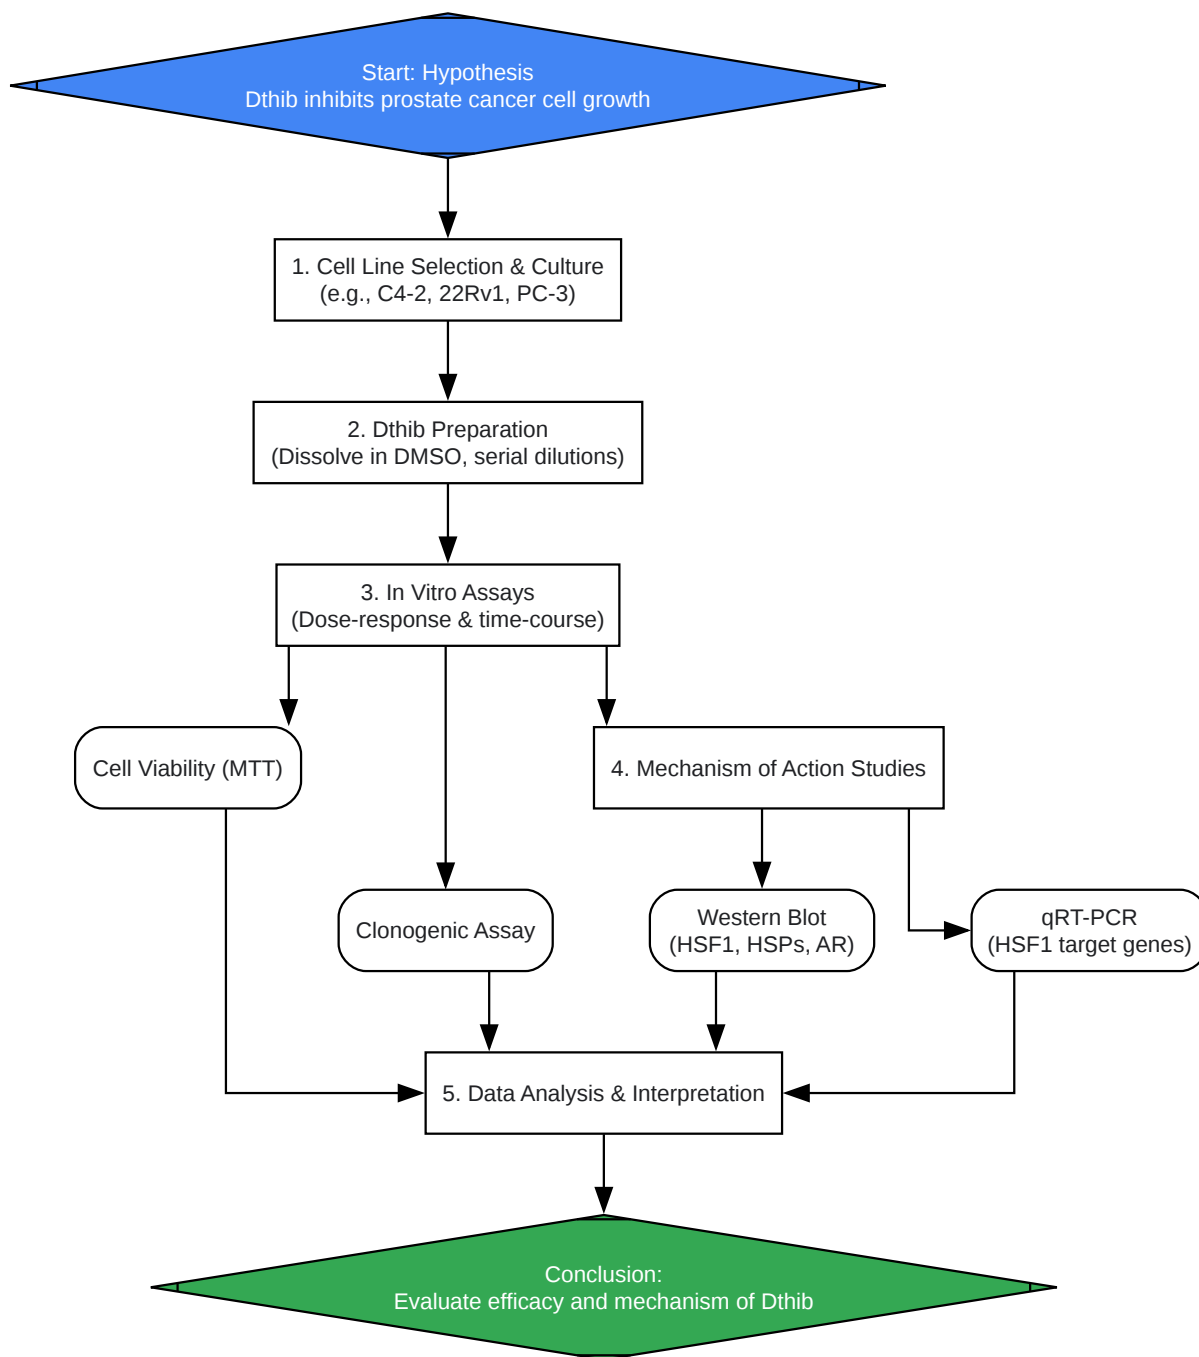 Start: Hypothesis
Dthib inhibits prostate cancer cell growth
1. Cell Line Selection & Culture
(e.g., C4-2, 22Rv1, PC-3)
2. Dthib Preparation
(Dissolve in DMSO, serial dilutions)
3. In Vitro Assays
(Dose-response & time-course)
Cell Viability (MTT)
4. Mechanism of Action Studies
Clonogenic Assay
Western Blot
(HSF1, HSPs, AR)
qRT-PCR
(HSF1 target genes)
5. Data Analysis & Interpretation
Conclusion:
Evaluate efficacy and mechanism of Dthib